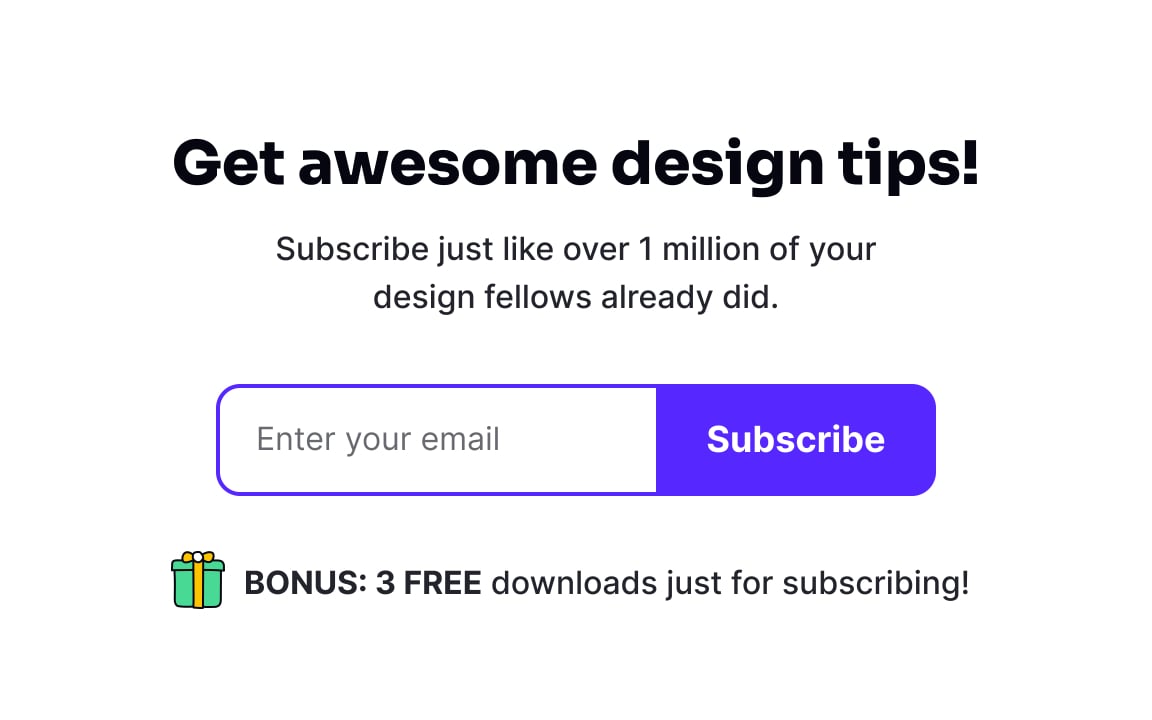 Get awesome design tips!
Subscribe just like over 1 million of your
design fellows already did.
Enter your email
Subscribe
BONUS: 3 FREE downloads just for subscribing!